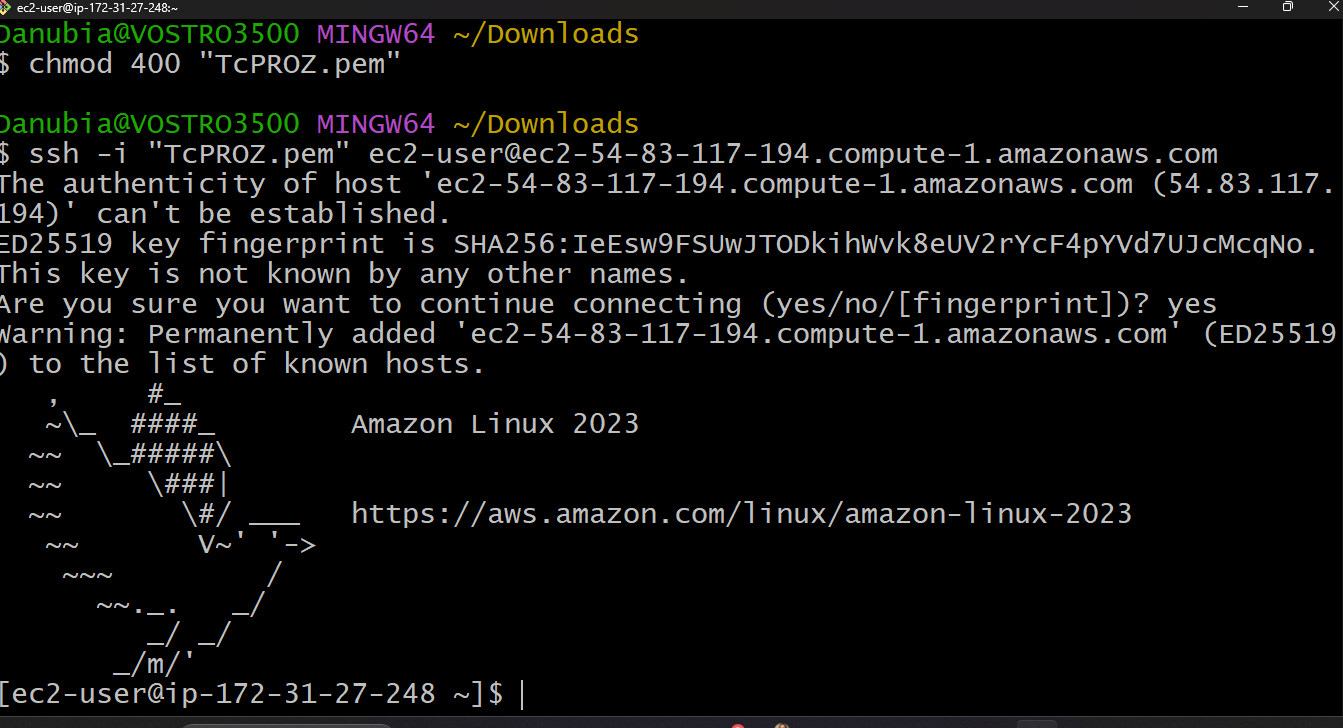 ec2-user@ip-172-31-27-248:~
Danubia@VOSTRO3500 MINGW64 ~/Downloads
$ chmod 400 "TcPROZ.pem"
Danubia@VOSTRO3500 MINGW64 ~/Downloads
$ ssh -i "TcPROZ.pem" ec2-user@ec2-54-83-117-194.compute-1.amazonaws.com
The authenticity of host 'ec2-54-83-117-194.compute-1.amazonaws.com (54.83.117.
194)' can't be established.
ED25519 key fingerprint is SHA256:IeEsw9FSUwJTODkihWvk8eUV2rYcF4pYVd7UJcMcqNo.
This key is not known by any other names.
Are you sure you want to continue connecting (yes/no/[fingerprint])? yes
Warning: Permanently added 'ec2-54-83-117-194.compute-1.amazonaws.com' (ED25519
) to the list of known hosts.
   ,     #_
   ~\_  ####_        Amazon Linux 2023
  ~~  \_#####\
  ~~     \###|
  ~~       \#/ ___   https://aws.amazon.com/linux/amazon-linux-2023
   ~~       V~' '->
    ~~~         /
      ~~._.   _/
         _/ _/
       _/m/'
[ec2-user@ip-172-31-27-248 ~]$